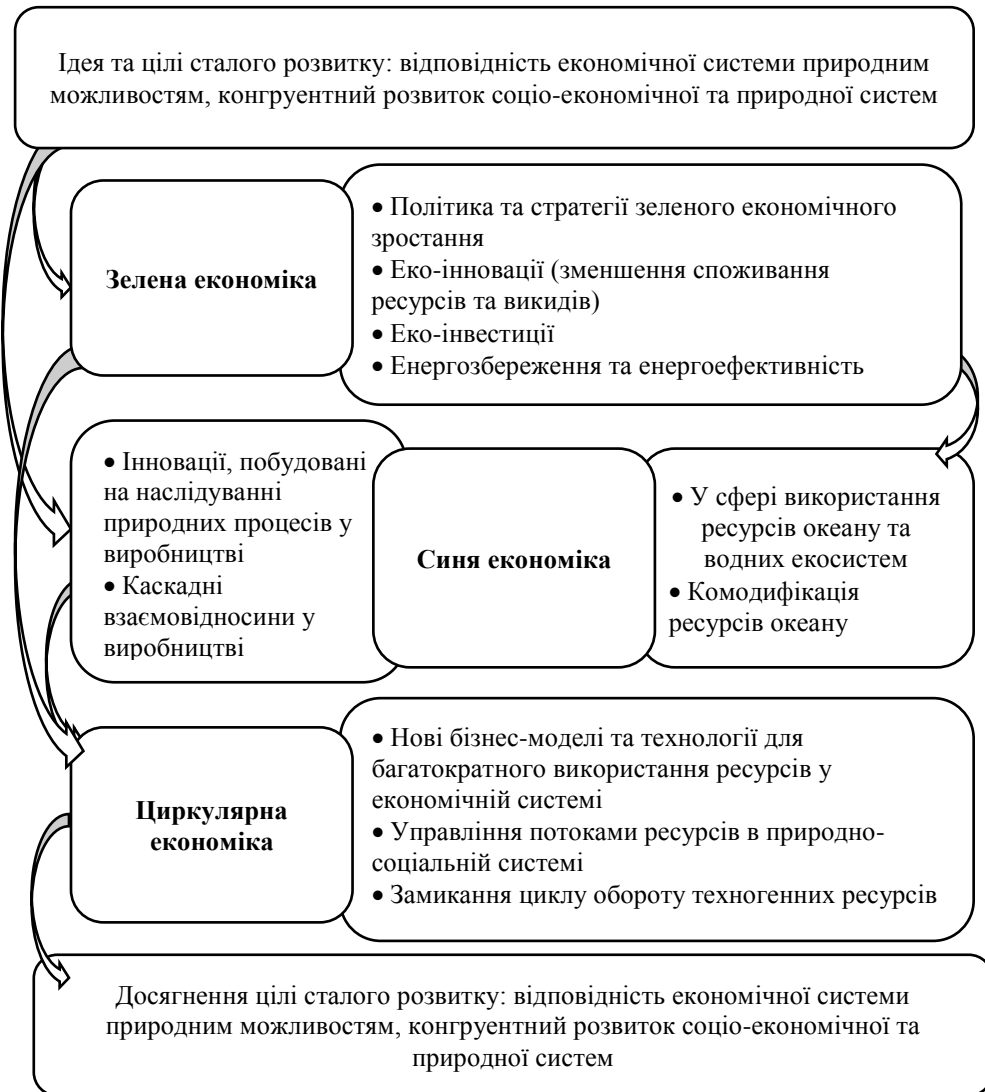 Ідея та цілі сталого розвитку: відповідність економічної системи природним
можливостям, конгруентний розвиток соціо-економічної та природної систем
Зелена економіка
• Політика та стратегії зеленого економічного
зростання
• Еко-інновації (зменшення споживання
ресурсів та викидів)
• Еко-інвестиції
• Енергозбереження та енергоефективність
• Інновації, побудовані
на наслідуванні
природних процесів у
виробництві
• Каскадні
взаємовідносини у
виробництві
Синя економіка
• У сфері використання
ресурсів океану та
водних екосистем
• Комодифікація
ресурсів океану
Циркулярна
економіка
• Нові бізнес-моделі та технології для
багатократного використання ресурсів у
економічній системі
• Управління потоками ресурсів в природно-
соціальній системі
• Замикання циклу обороту техногенних ресурсів
Досягнення цілі сталого розвитку: відповідність економічної системи
природним можливостям, конгруентний розвиток соціо-економічної та
природної систем